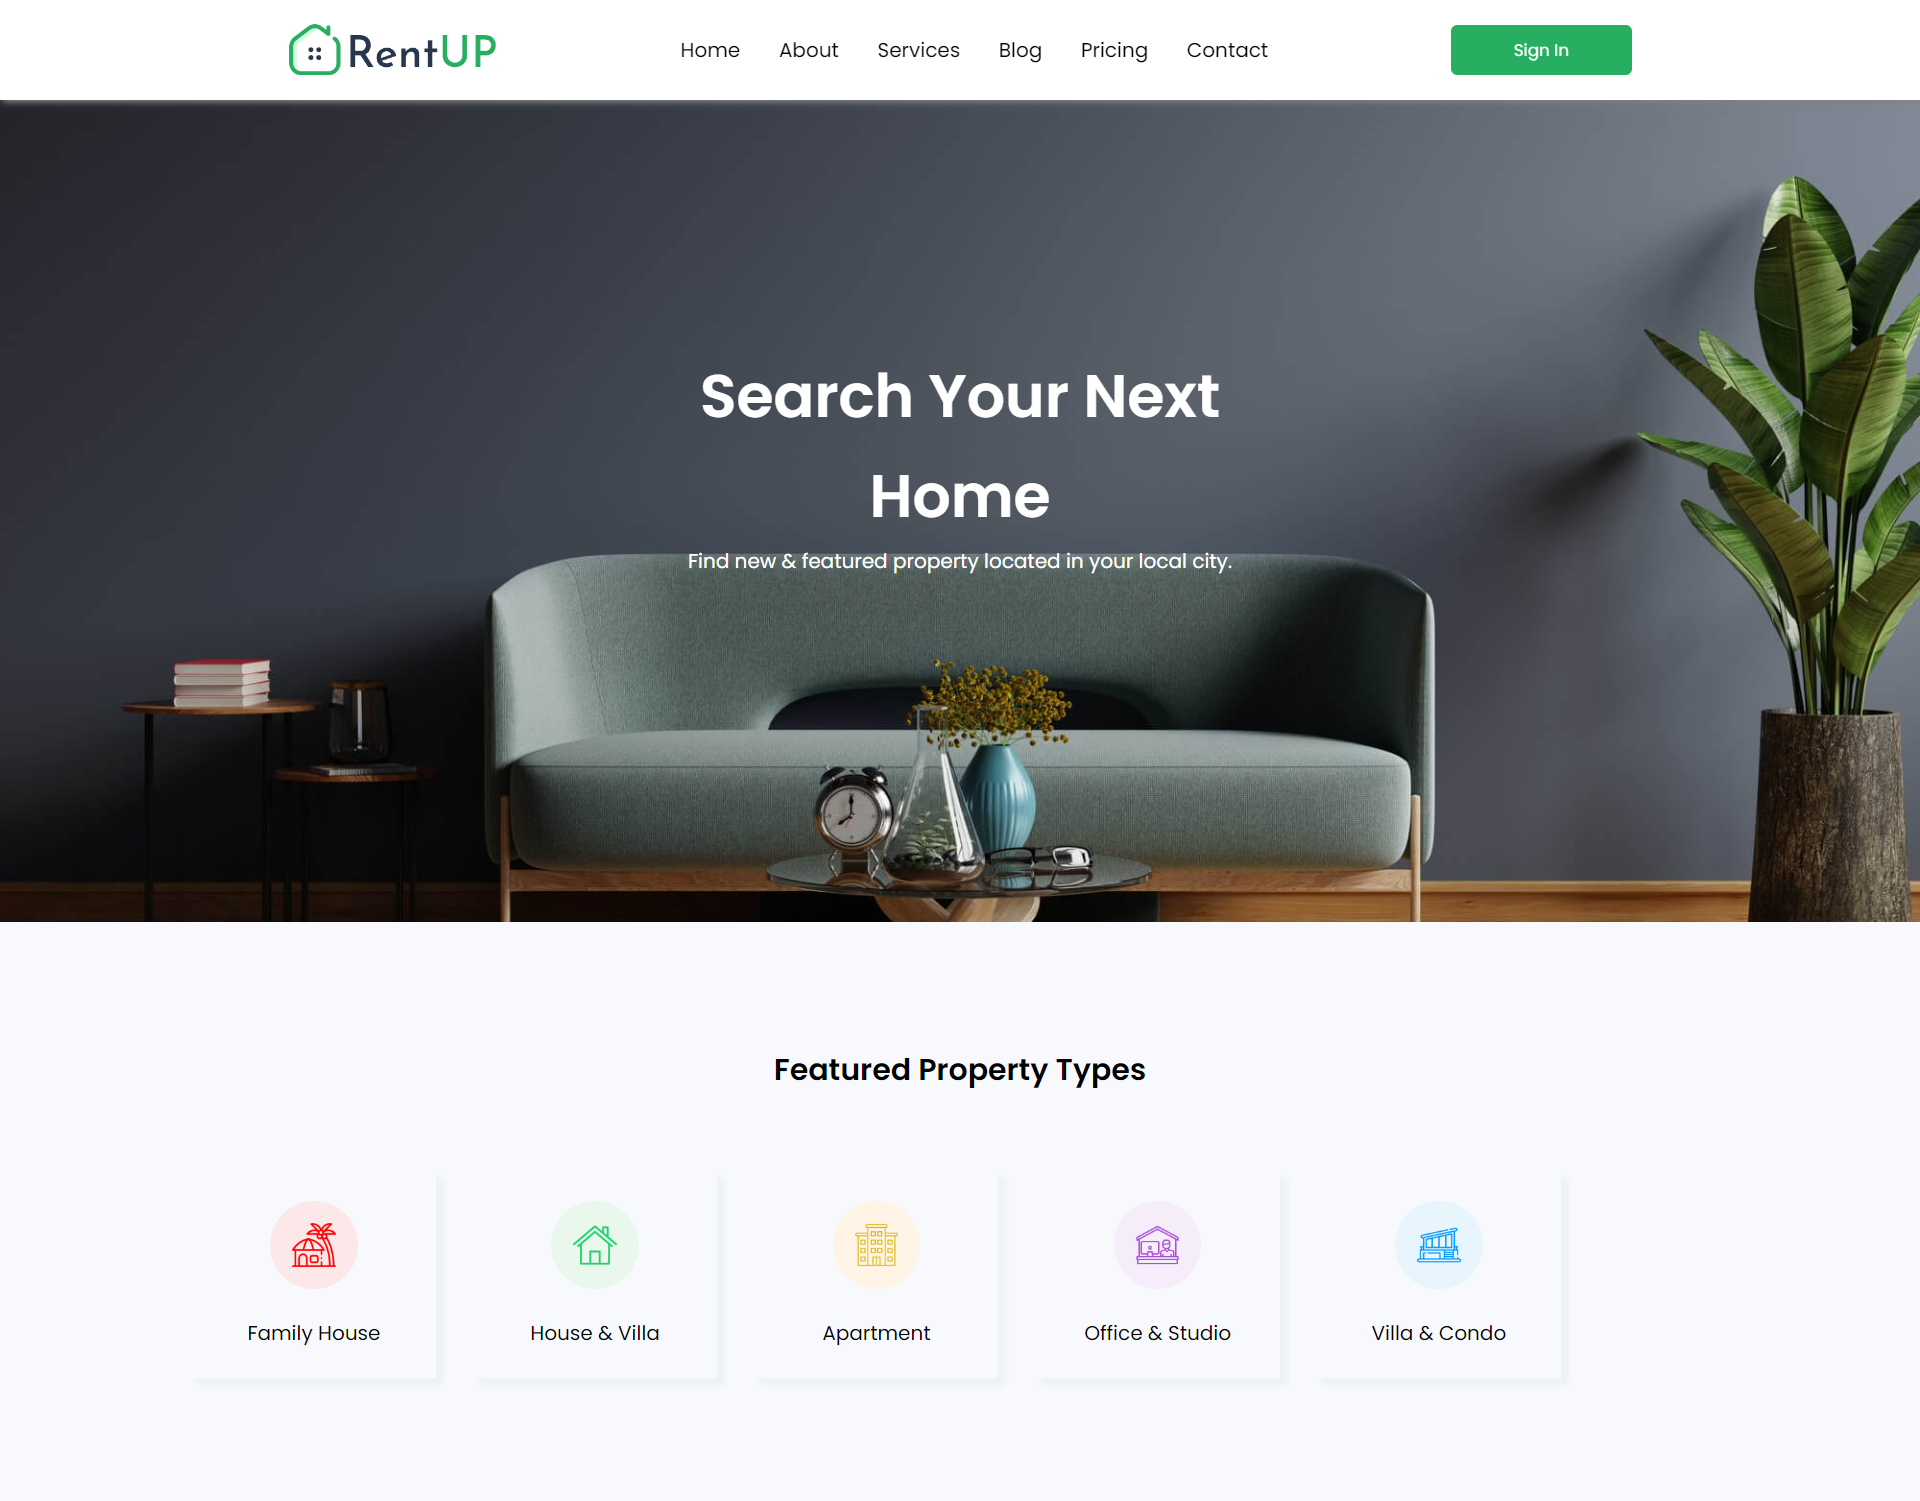 RentUP
Home About Services Blog Pricing Contact
Sign In
Search Your Next
Home
Find new & featured property located in your local city.
Featured Property Types
Family House
House & Villa
Apartment
Office & Studio
Villa & Condo